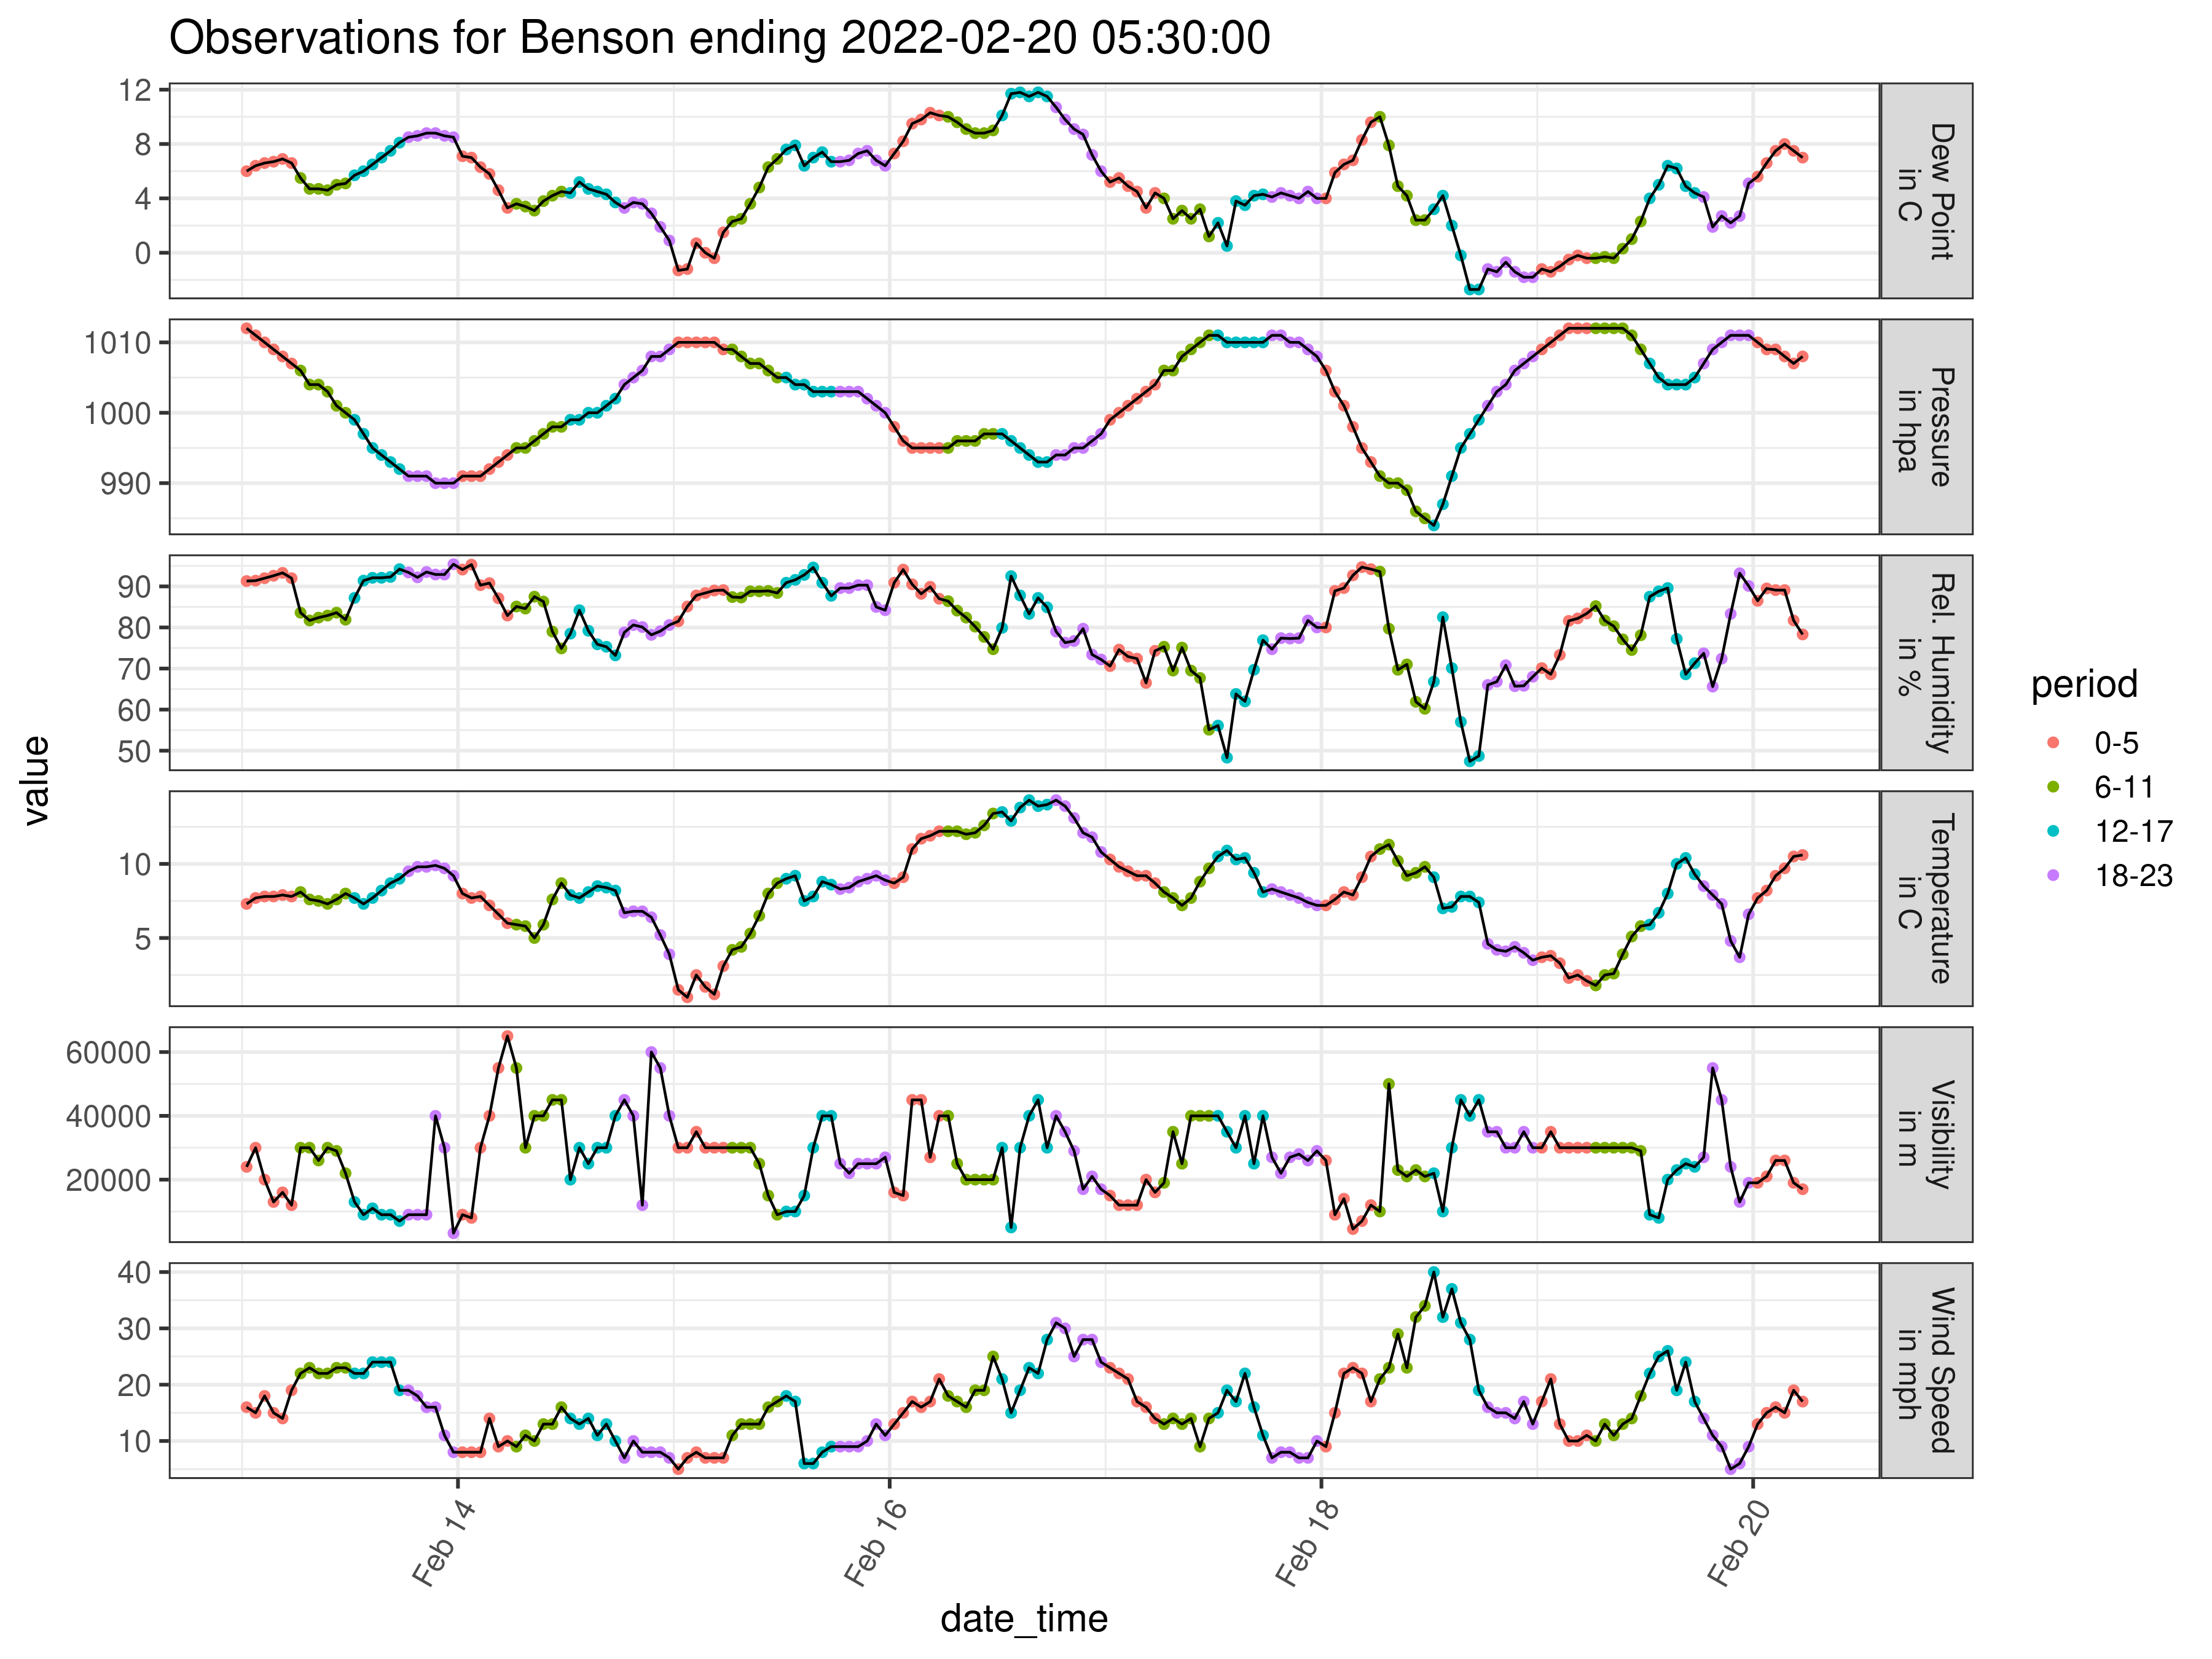 Observations for Benson ending 2022-02-20 05:30:00
value
12
8
4
0
Dew Point
in C
1010
1000
990
Pressure
in hpa
90
80
70
60
50
Rel. Humidity
in %
10
5
Temperature
in C
60000
40000
20000
Visibility
in m
40
30
20
10
Wind Speed
in mph
Feb 14
Feb 16
Feb 18
Feb 20
date_time
period
0-5
6-11
12-17
18-23